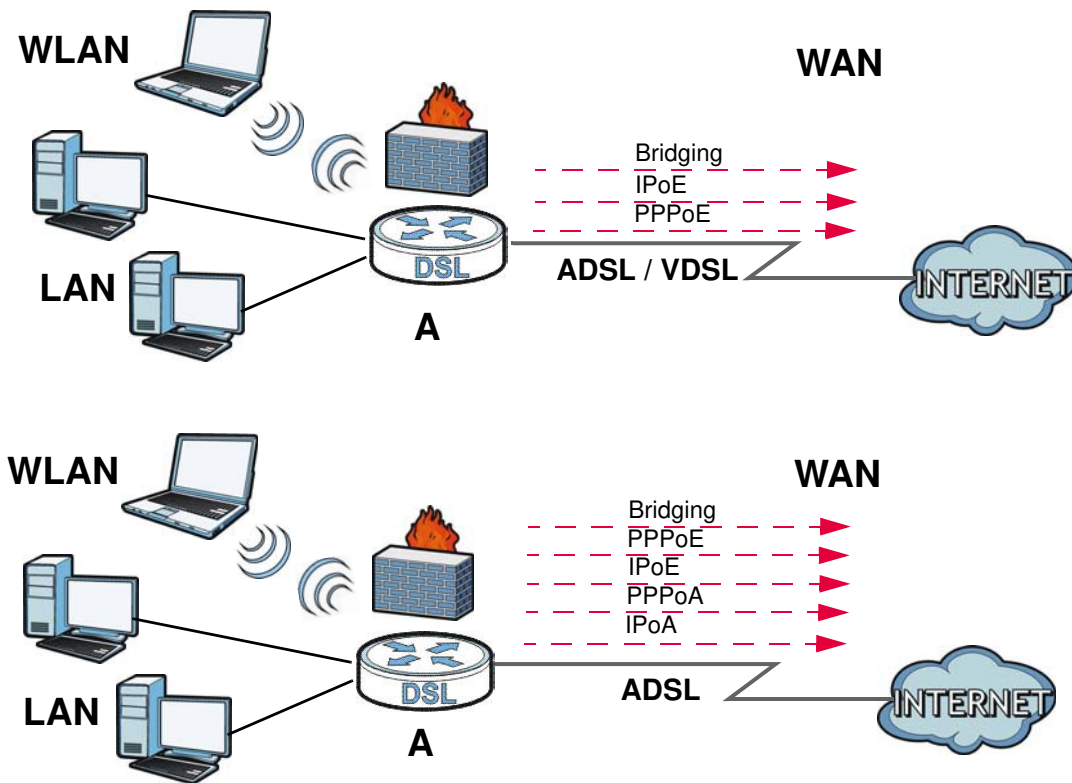 WLAN
WAN
Bridging
IPoE
PPPoE
DSL
ADSL / VDSL
INTERNET
LAN
A
WLAN
WAN
Bridging
PPPoE
IPoE
PPPoA
IPoA
DSL
ADSL
INTERNET
LAN
A